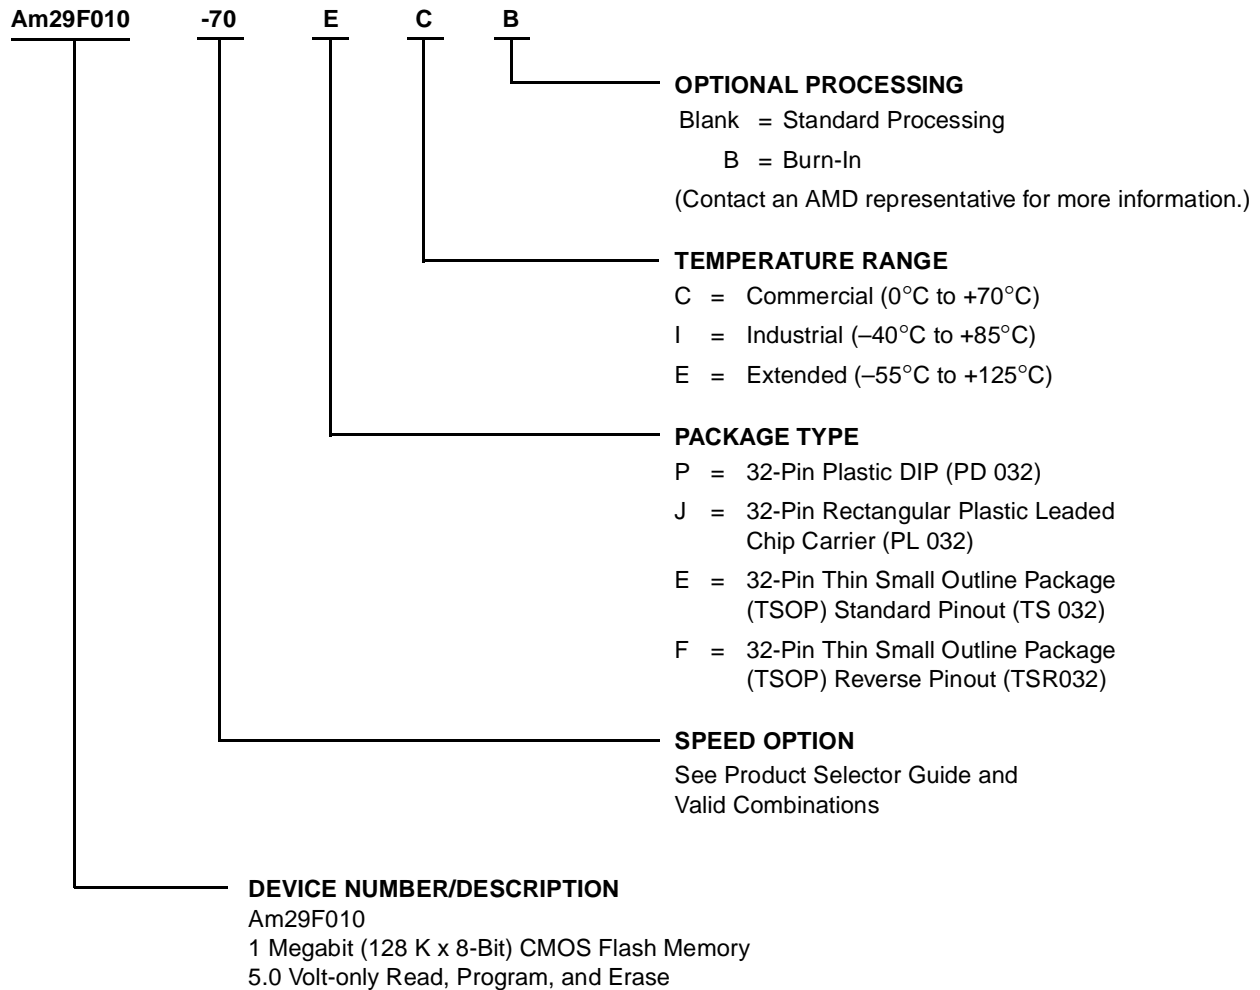 Am29F010 -70 E C B
OPTIONAL PROCESSING
Blank = Standard Processing
B = Burn-In
(Contact an AMD representative for more information.)
TEMPERATURE RANGE
C = Commercial (0°C to +70°C)
I = Industrial (–40°C to +85°C)
E = Extended (–55°C to +125°C)
PACKAGE TYPE
P = 32-Pin Plastic DIP (PD 032)
J = 32-Pin Rectangular Plastic Leaded
Chip Carrier (PL 032)
E = 32-Pin Thin Small Outline Package
(TSOP) Standard Pinout (TS 032)
F = 32-Pin Thin Small Outline Package
(TSOP) Reverse Pinout (TSR032)
SPEED OPTION
See Product Selector Guide and
Valid Combinations
DEVICE NUMBER/DESCRIPTION
Am29F010
1 Megabit (128 K x 8-Bit) CMOS Flash Memory
5.0 Volt-only Read, Program, and Erase